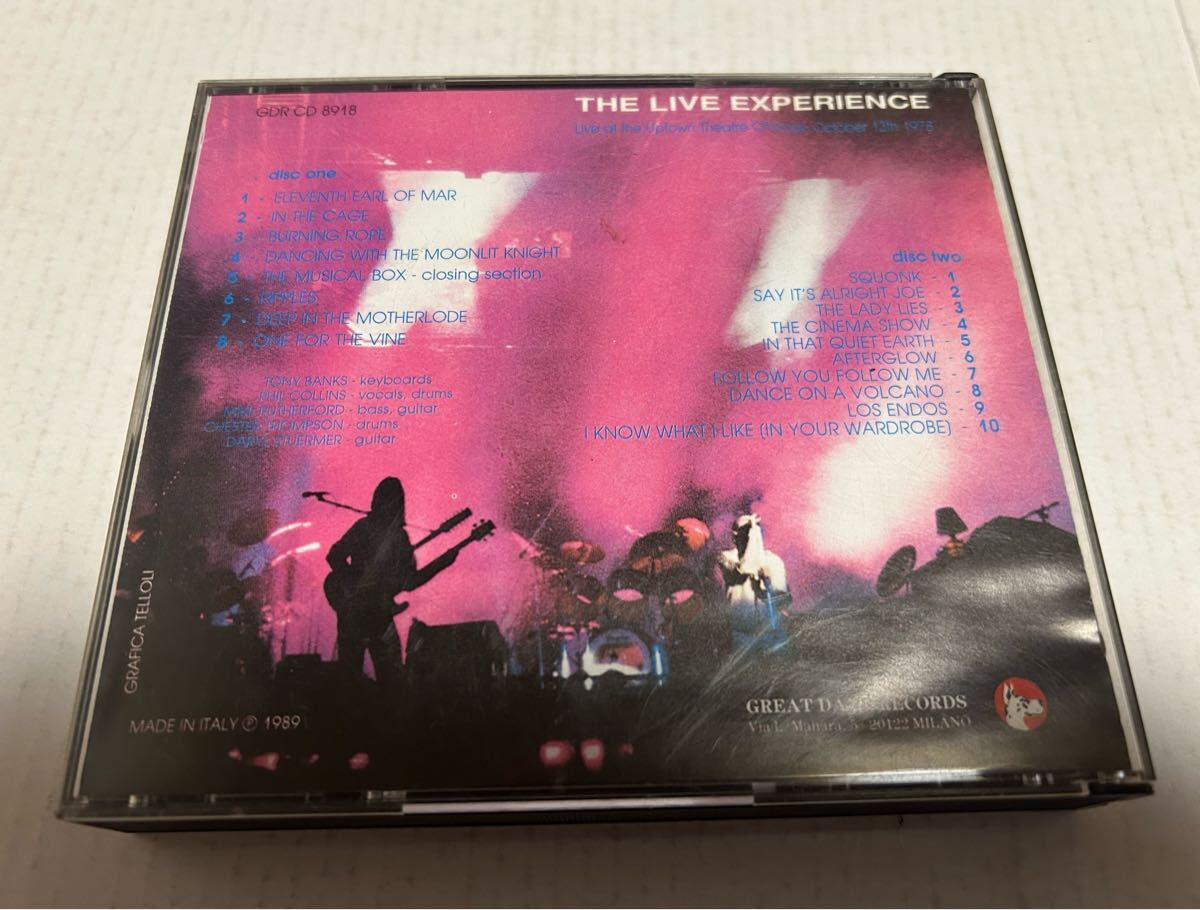 GDR CD 8918
THE LIVE EXPERIENCE
Live at the Uptown Theatre Chicago October 13th 1978
disc one
1 - ELEVENTH EARL OF MAR
2 - IN THE CAGE
3 - BURNING ROPE
4 - DANCING WITH THE MOONLIT KNIGHT
5 - THE MUSICAL BOX - closing section
6 - RIPPLES
7 - DEEP IN THE MOTHERLODE
8 - ONE FOR THE VINE
TONY BANKS - keyboards
PHIL COLLINS - vocals, drums
MIKE RUTHERFORD - bass, guitar
CHESTER THOMPSON - drums
DARYL STUERMER - guitar
disc two
SQUONK - 1
SAY IT'S ALRIGHT JOE - 2
THE LADY LIES - 3
THE CINEMA SHOW - 4
IN THAT QUIET EARTH - 5
AFTERGLOW - 6
FOLLOW YOU FOLLOW ME - 7
DANCE ON A VOLCANO - 8
LOS ENDOS - 9
I KNOW WHAT I LIKE (IN YOUR WARDROBE) - 10
GRAFICA TELLOLI
MADE IN ITALY ℗ 1989
GREAT DANE RECORDS
Via L. Manara, 5 - 20122 MILANO